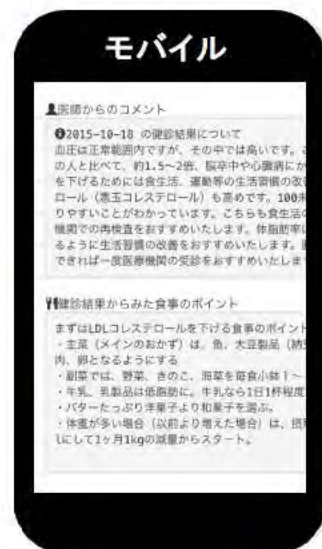 モバイル
医師からのコメント
2015-10-18 の健診結果について
血圧は正常範囲内ですが、その中では高いです。
の人と比べて、約1.5～2倍、脳卒中や心臓病にか
を下げるためには食生活、運動等の生活習慣の改
ロール（悪玉コレステロール）も高めです。100未
りやすいことがわかっています。こちらも食生活の
機関での再検査をおすすめいたします。体脂肪率
るように生活習慣の改善をおすすめいたします。
できれば一度医療機関の受診をおすすめいたしま
健診結果からみた食事のポイント
まずはLDLコレステロールを下げる食事のポイント
・主菜（メインのおかず）は、魚、大豆製品（納
肉、卵となるようにする
・副菜では、野菜、きのこ、海草を毎食小鉢1～
・牛乳、乳製品は低脂肪に。牛乳なら1日1杯程度
・バターたっぷり洋菓子より和菓子を選ぶ。
・体重が多い場合（以前より増えた場合）は、摂
lにして1ヶ月1kgの減量からスタート。